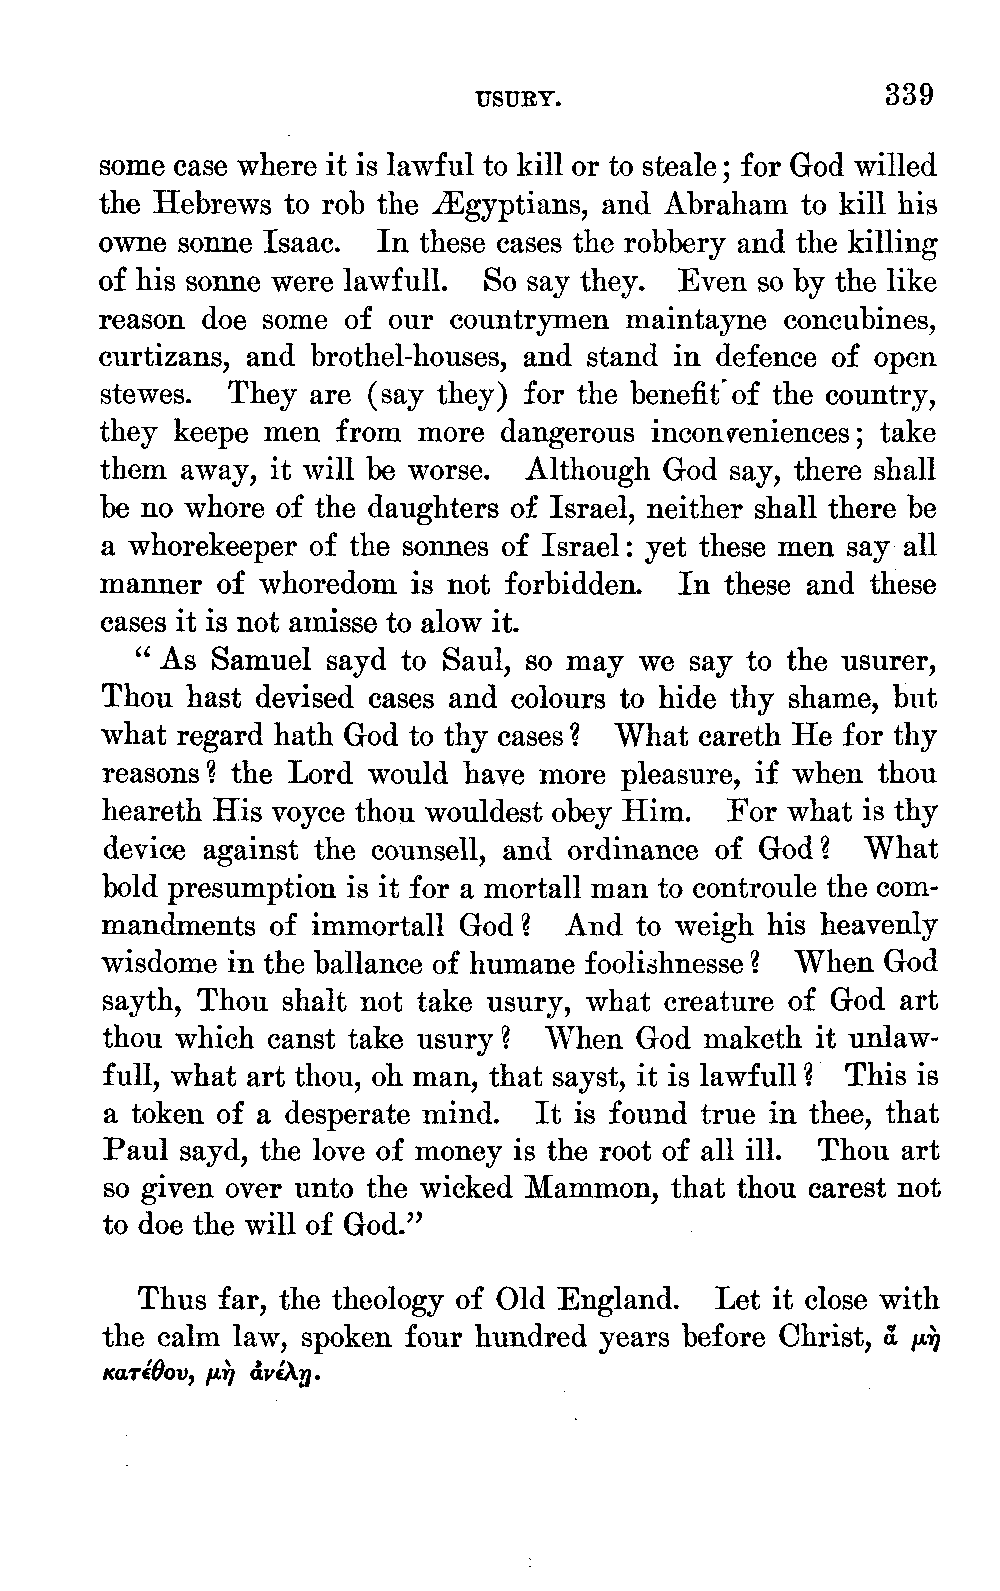 USURY. 339
some case where it is lawful to kill or to steale; for God willed
the Hebrews to rob the Ægyptians, and Abraham to kill his
owne sonne Isaac. In these cases the robbery and the killing
of his sonne were lawfull. So say they. Even so by the like
reason doe some of our countrymen maintayne concubines,
curtizans, and brothel-houses, and stand in defence of open
stewes. They are (say they) for the benefit of the country,
they keepe men from more dangerous inconveniences; take
them away, it will be worse. Although God say, there shall
be no whore of the daughters of Israel, neither shall there be
a whorekeeper of the sonnes of Israel: yet these men say all
manner of whoredom is not forbidden. In these and these
cases it is not amisse to alow it.
“As Samuel sayd to Saul, so may we say to the usurer,
Thou hast devised cases and colours to hide thy shame, but
what regard hath God to thy cases? What careth He for thy
reasons? the Lord would have more pleasure, if when thou
heareth His voyce thou wouldest obey Him. For what is thy
device against the counsell, and ordinance of God? What
bold presumption is it for a mortall man to controule the com-
mandments of immortall God? And to weigh his heavenly
wisdome in the ballance of humane foolishnesse? When God
sayth, Thou shalt not take usury, what creature of God art
thou which canst take usury? When God maketh it unlaw-
full, what art thou, oh man, that sayst, it is lawfull? This is
a token of a desperate mind. It is found true in thee, that
Paul sayd, the love of money is the root of all ill. Thou art
so given over unto the wicked Mammon, that thou carest not
to doe the will of God.”
Thus far, the theology of Old England. Let it close with
the calm law, spoken four hundred years before Christ, ἃ μὴ
κατέθου, μὴ ἀνέλῃ.